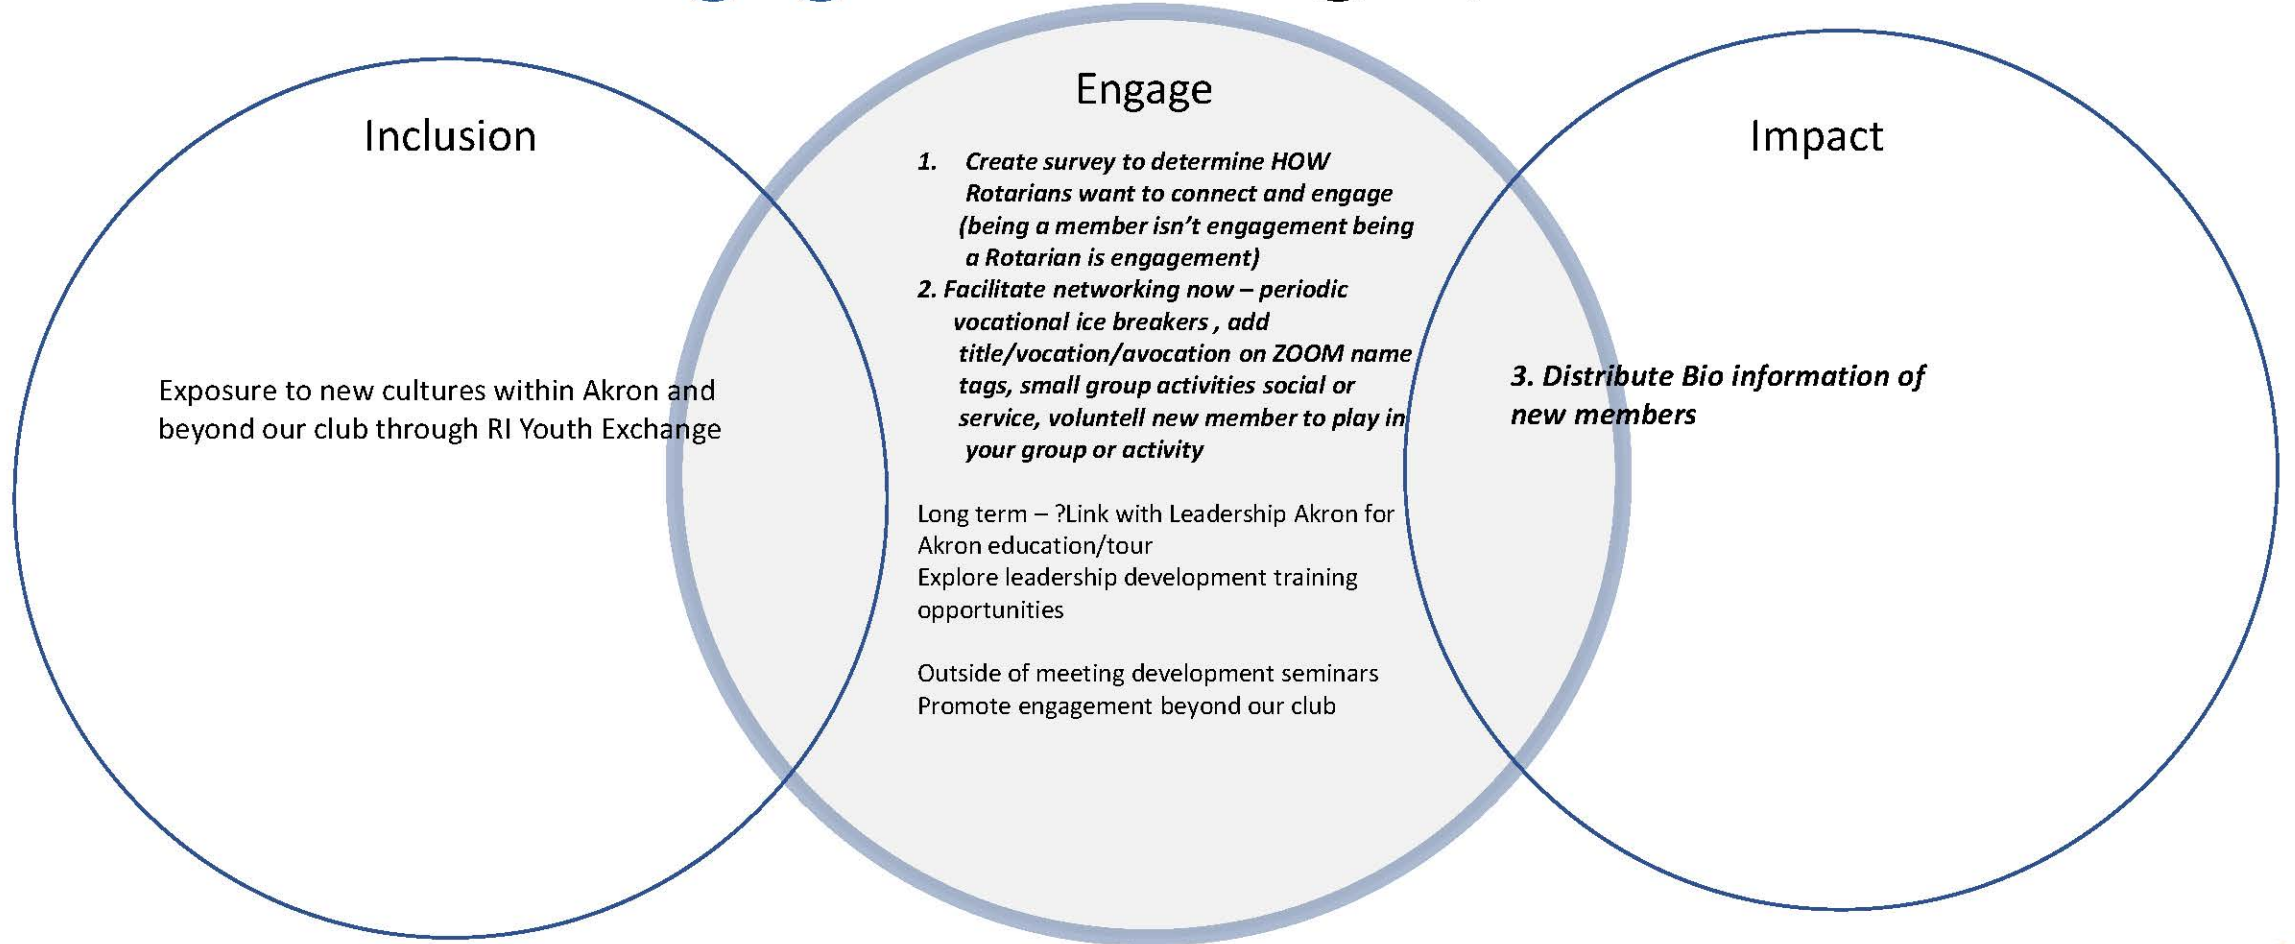 Inclusion
Exposure to new cultures within Akron and
beyond our club through RI Youth Exchange
Engage
1. Create survey to determine HOW
Rotarians want to connect and engage
(being a member isn’t engagement being
a Rotarian is engagement)
2. Facilitate networking now – periodic
vocational ice breakers , add
title/vocation/avocation on ZOOM name
tags, small group activities social or
service, voluntell new member to play in
your group or activity
Long term – ?Link with Leadership Akron for
Akron education/tour
Explore leadership development training
opportunities
Outside of meeting development seminars
Promote engagement beyond our club
Impact
3. Distribute Bio information of
new members